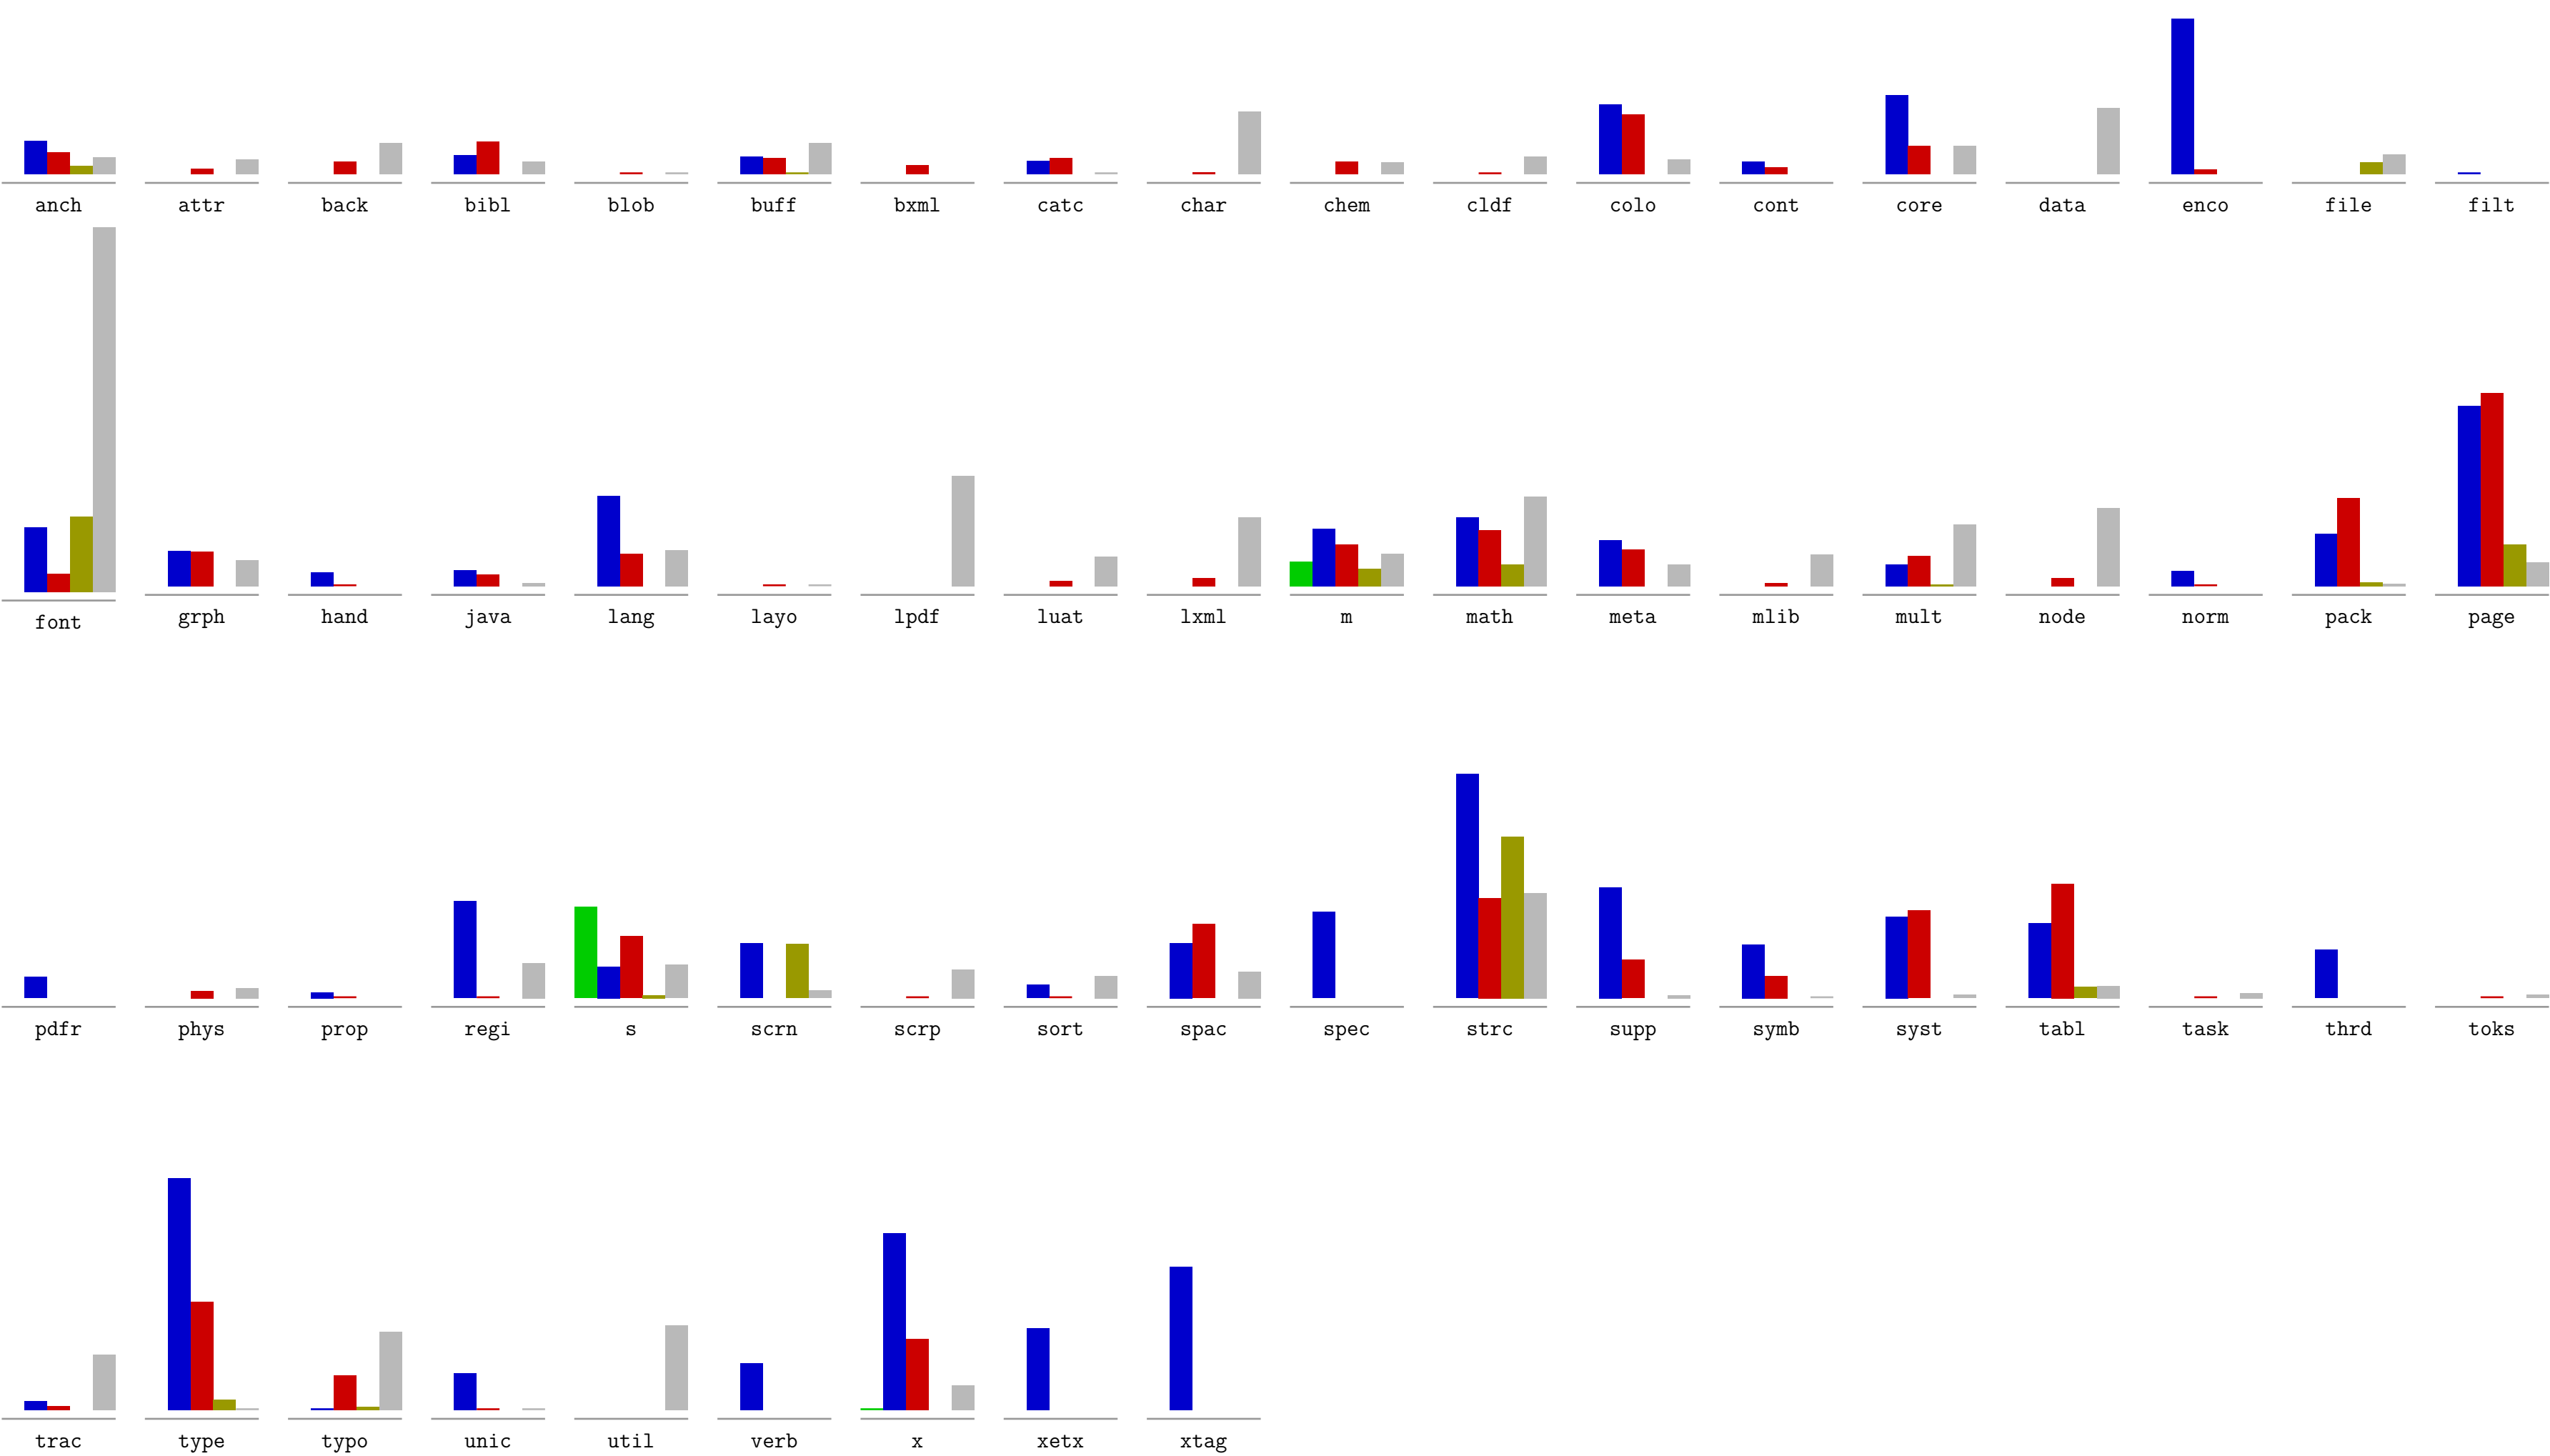 anch attr back bibl blob buff bxml catc char chem cldf colo cont core data enco file filt
font grph hand java lang layo lpdf luat lxml m math meta mlib mult node norm pack page
pdfr phys prop regi s scrn scrp sort spac spec strc supp symb syst tabl task thrd toks
trac type typo unic util verb x xetx xtag